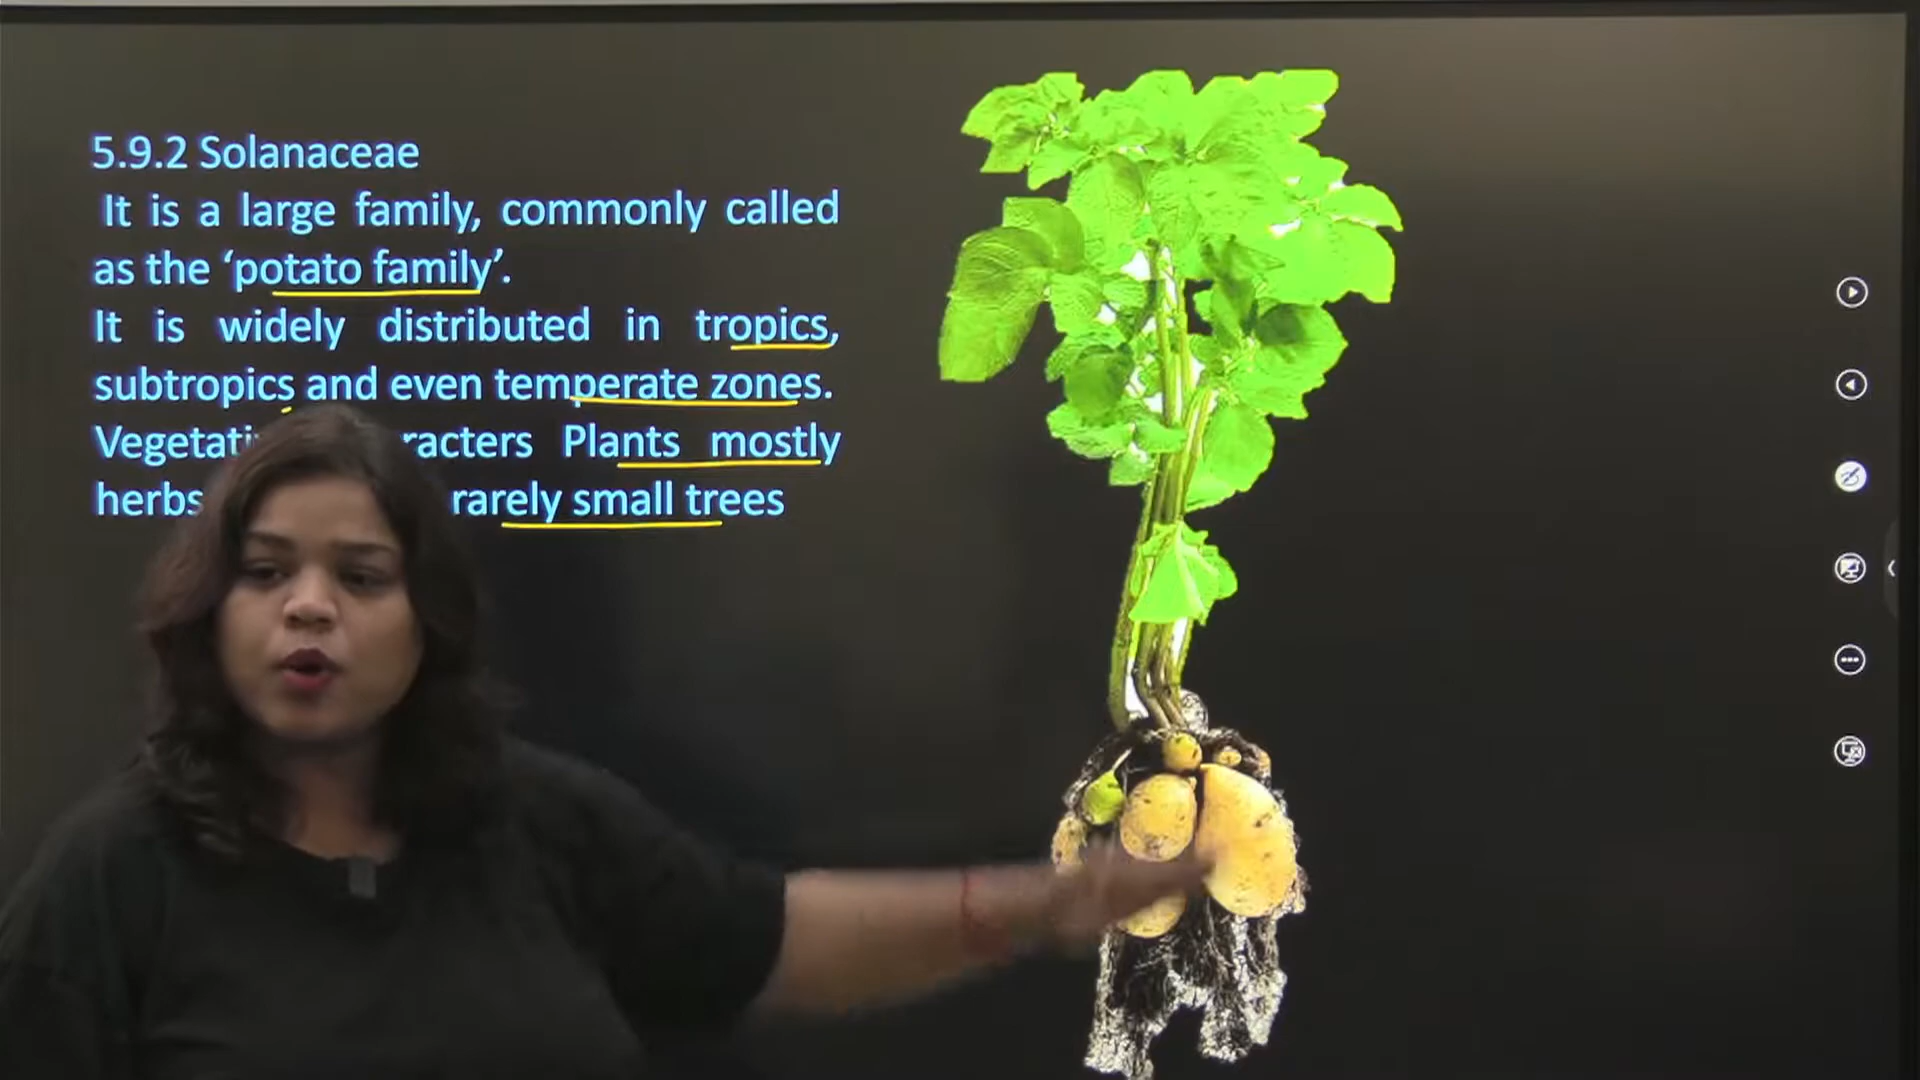 5.9.2 Solanaceae
It is a large family, commonly called
as the ‘potato family’.
It is widely distributed in tropics,
subtropics and even temperate zones.
Plants mostly
rarely small trees